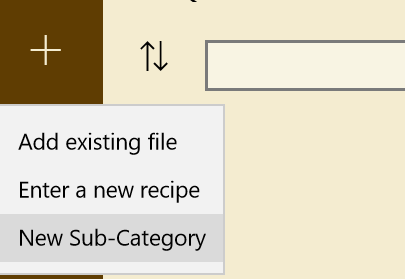 Add existing file
Enter a new recipe
New Sub-Category